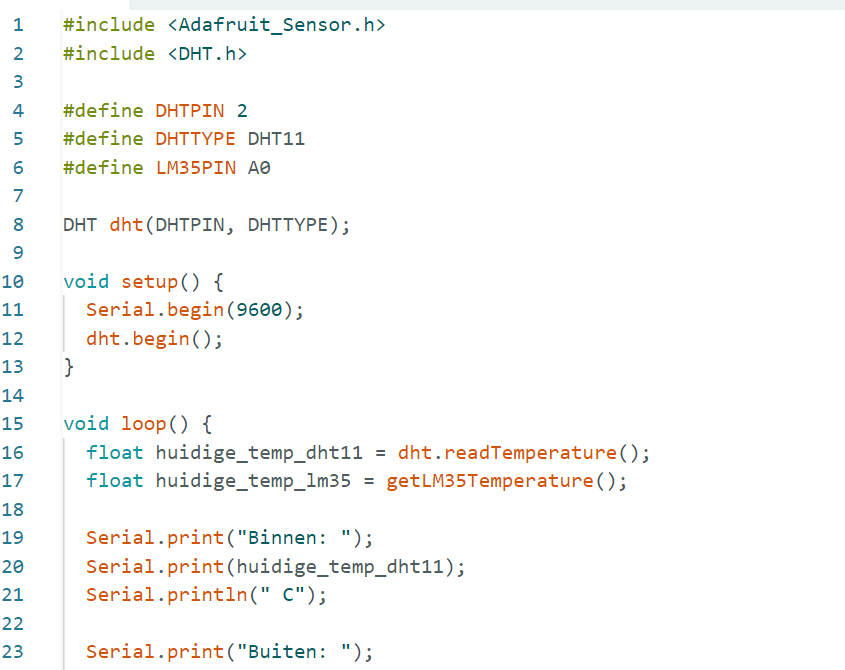 1 #include <Adafruit_Sensor.h>
2 #include <DHT.h>
3
4 #define DHTPIN 2
5 #define DHTTYPE DHT11
6 #define LM35PIN A0
7
8 DHT dht(DHTPIN, DHTTYPE);
9
10 void setup() {
11   Serial.begin(9600);
12   dht.begin();
13 }
14
15 void loop() {
16   float huidige_temp_dht11 = dht.readTemperature();
17   float huidige_temp_lm35 = getLM35Temperature();
18
19   Serial.print("Binnen: ");
20   Serial.print(huidige_temp_dht11);
21   Serial.println(" C");
22
23   Serial.print("Buiten: ");